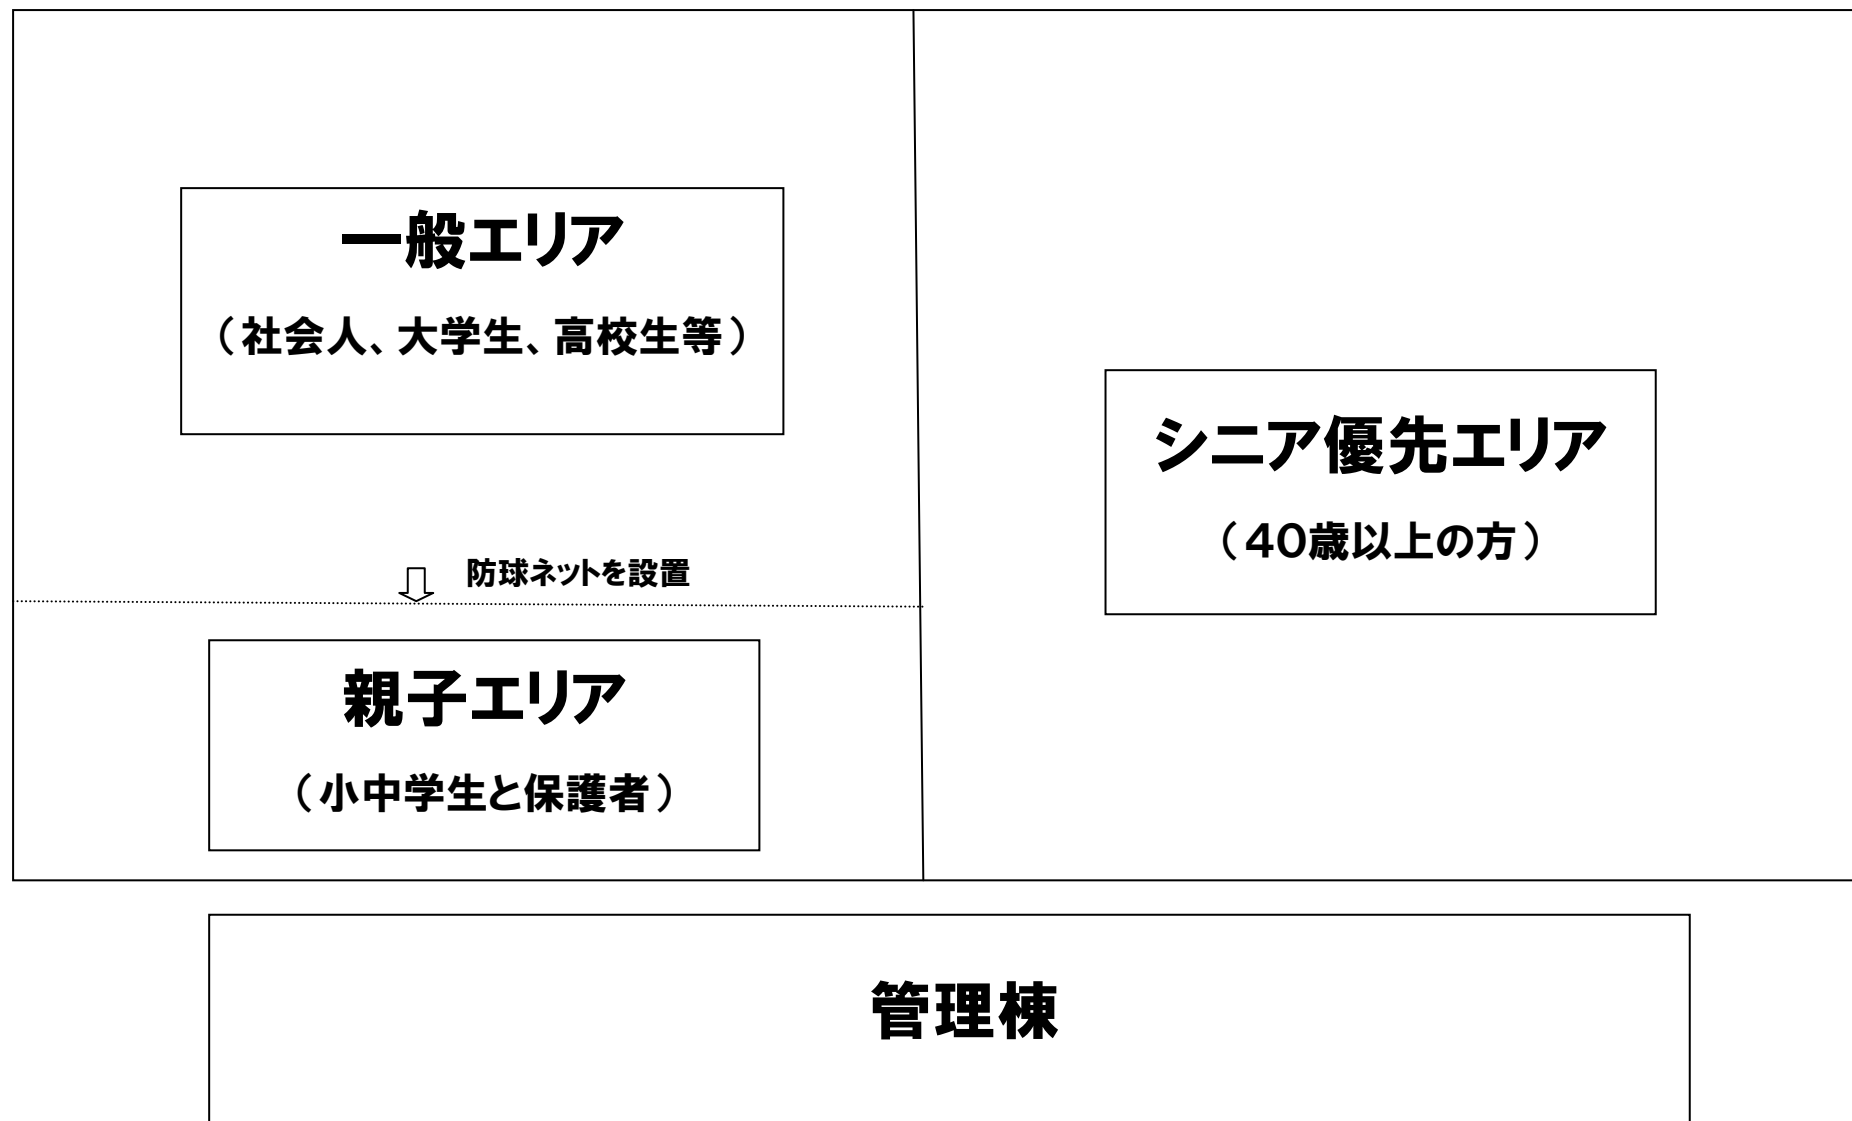 一般エリア
（社会人、大学生、高校生等）
シニア優先エリア
（40歳以上の方）
防球ネットを設置
親子エリア
（小中学生と保護者）
管理棟